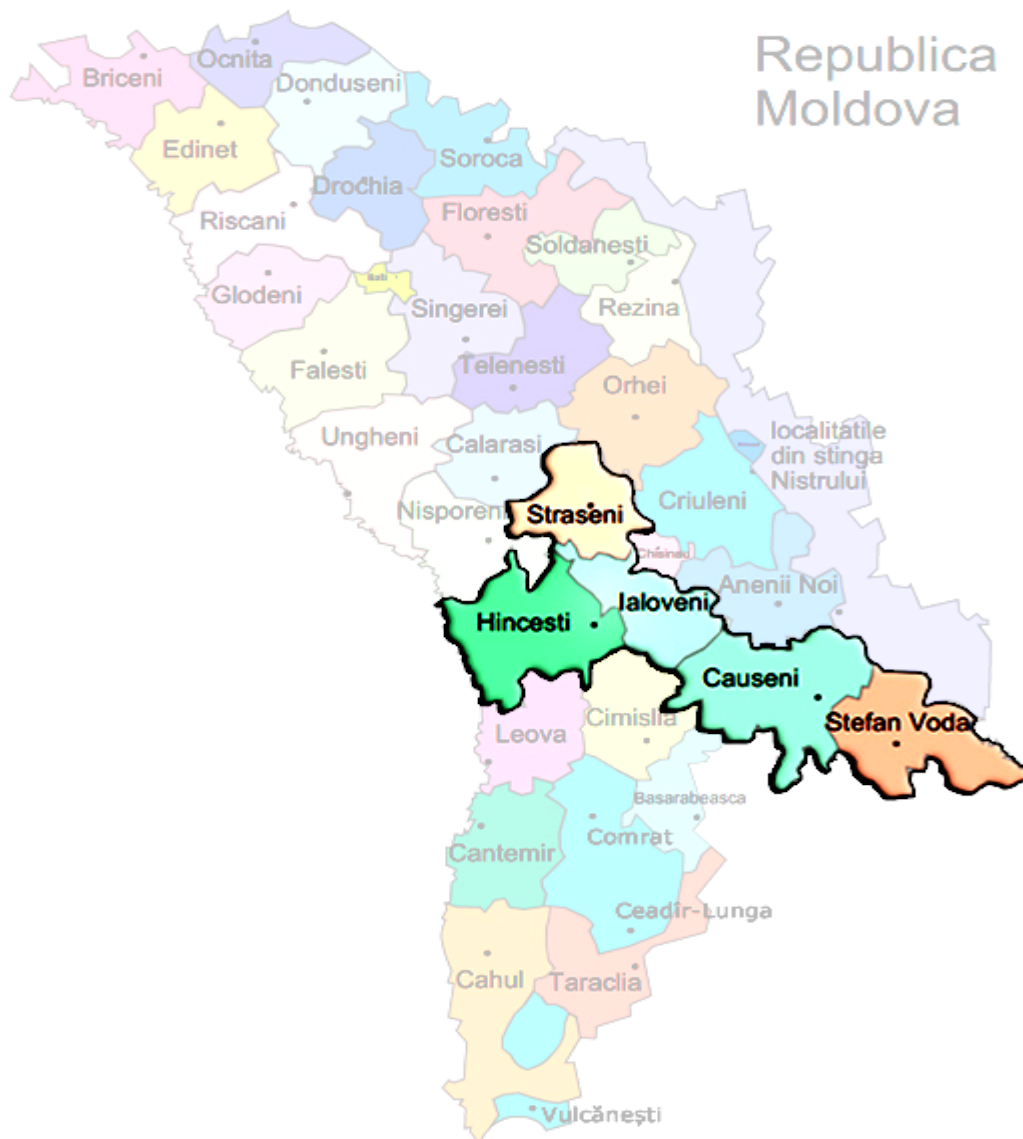 Republica
Moldova
Ocnita
Briceni
Donduseni
Edinet
Soroca
Drochia
Floresti
Riscani
Soldanesti
Glodeni
Singerei
Rezina
Falesti
Telenesti
Orhei
Ungheni
Calarasi
localitatile
din stinga
Nistrului
Criuleni
Nisporeni
Straseni
Chisinau
Anenii Noi
Ialoveni
Hincesti
Causeni
Stefan Voda
Cimislia
Leova
Basarabeasca
Comrat
Cantemir
Ceadîr-Lunga
Cahul
Taraclia
Vulcănești